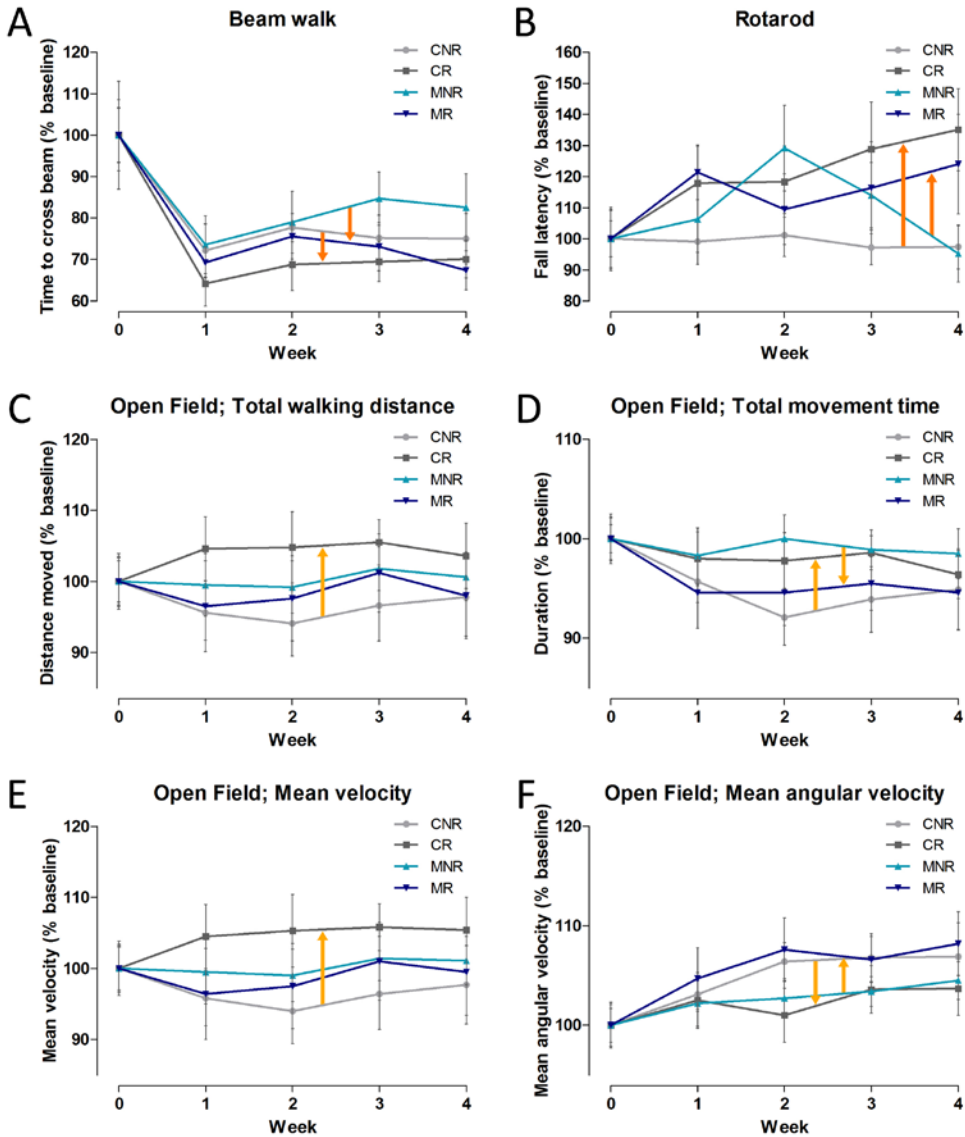 A
Beam walk
Time to cross beam (% baseline)
120
110
100
90
80
70
60
0 1 2 3 4
Week
CNR
CR
MNR
MR
B
Rotarod
Fall latency (% baseline)
160
150
140
130
120
110
100
90
80
0 1 2 3 4
Week
CNR
CR
MNR
MR
C
Open Field; Total walking distance
Distance moved (% baseline)
120
110
100
90
0 1 2 3 4
Week
CNR
CR
MNR
MR
D
Open Field; Total movement time
Duration (% baseline)
110
100
90
0 1 2 3 4
Week
CNR
CR
MNR
MR
E
Open Field; Mean velocity
Mean velocity (% baseline)
120
110
100
90
0 1 2 3 4
Week
CNR
CR
MNR
MR
F
Open Field; Mean angular velocity
Mean angular velocity (% baseline)
120
110
100
0 1 2 3 4
Week
CNR
CR
MNR
MR